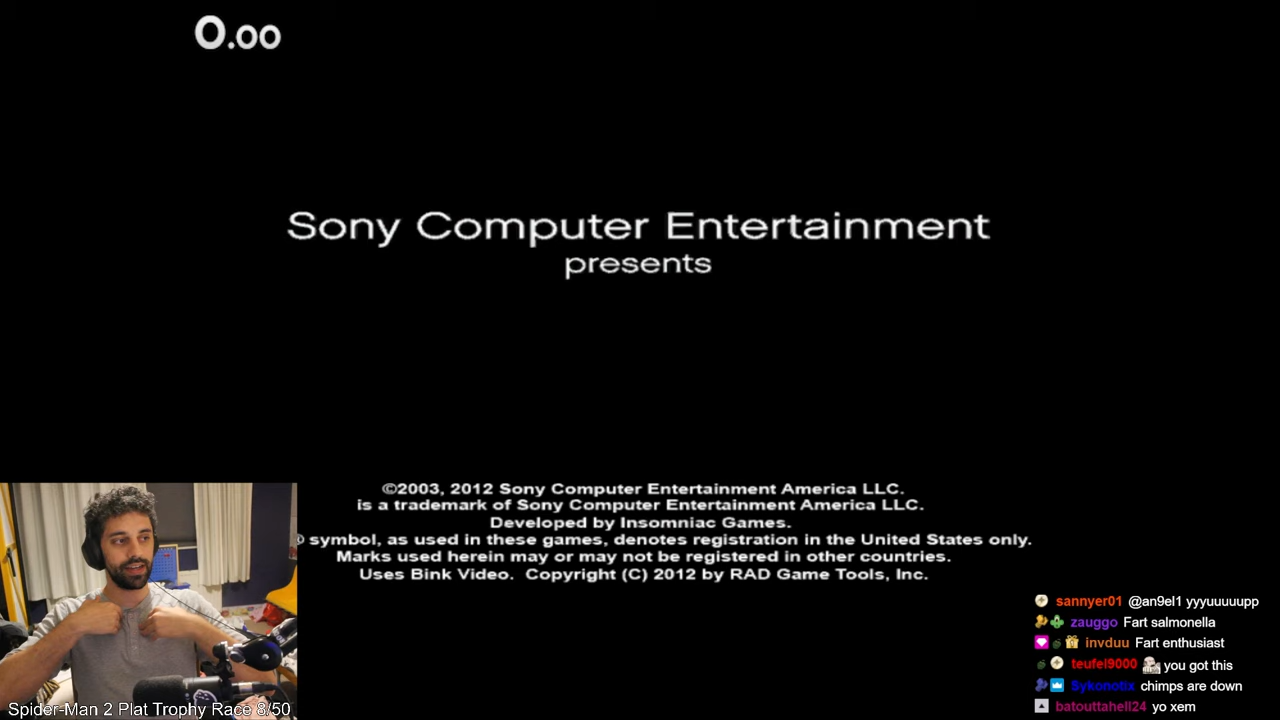 0.00
Sony Computer Entertainment
presents
©2003, 2012 Sony Computer Entertainment America LLC.
is a trademark of Sony Computer Entertainment America LLC.
Developed by Insomniac Games.
® symbol, as used in these games, denotes registration in the United States only.
Marks used herein may or may not be registered in other countries.
Uses Bink Video. Copyright (C) 2012 by RAD Game Tools, Inc.
sannyer01 @an9el1 yyyuuuuupp
zauggo Fart salmonella
invduu Fart enthusiast
teufel9000 you got this
Sykonotix chimps are down
batouttahell24 yo xem
Spider-Man 2 Plat Trophy Race 8/50